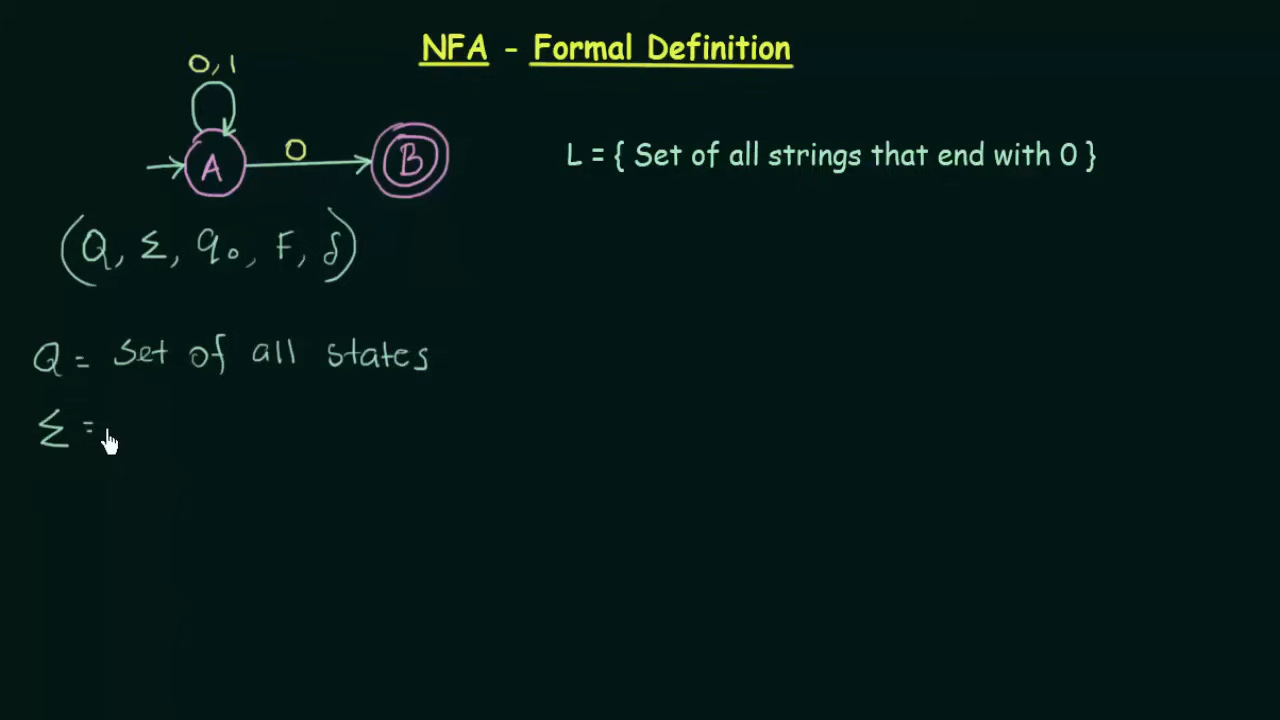 NFA - Formal Definition
0,1
A
0
B
L = { Set of all strings that end with 0 }
(Q, Σ, q0, F, δ)
Q = Set of all states
Σ =